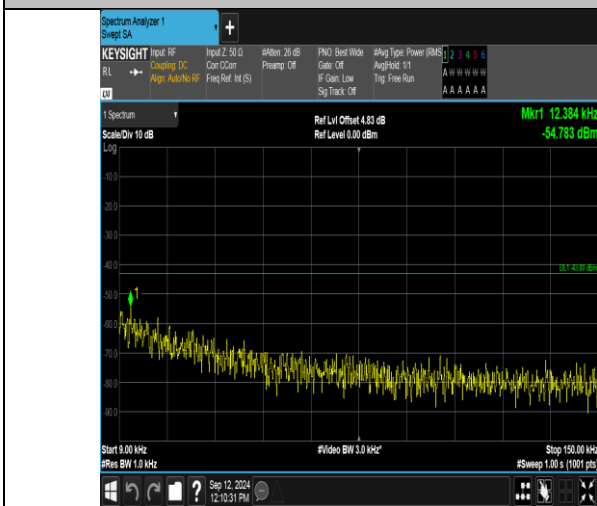 Spectrum Analyzer 1
Swept SA
+
KEYSIGHT
RL
Input: RF
Coupling: DC
Align: Auto/No RF
Input Z: 50 Ω
Corr CCorr
Freq Ref: Int (S)
#Atten: 26 dB
Preamp: Off
PNO: Best Wide
Gate: Off
IF Gain: Low
Sig Track: Off
#Avg Type: Power (RMS
Avg|Hold: 1/1
Trig: Free Run
1 2 3 4 5 6
A W W W W W
A A A A A A
1 Spectrum
Scale/Div 10 dB
Log
Ref Lvl Offset 4.83 dB
Ref Level 0.00 dBm
Mkr1 12.384 kHz
-54.783 dBm
-10.0
-20.0
-30.0
-40.0
DL1 -43.00 dBm
-50.0
1
-60.0
-70.0
-80.0
-90.0
Start 9.00 kHz
#Res BW 1.0 kHz
#Video BW 3.0 kHz*
Stop 150.00 kHz
#Sweep 1.00 s (1001 pts)
?
Sep 12, 2024
12:10:31 PM